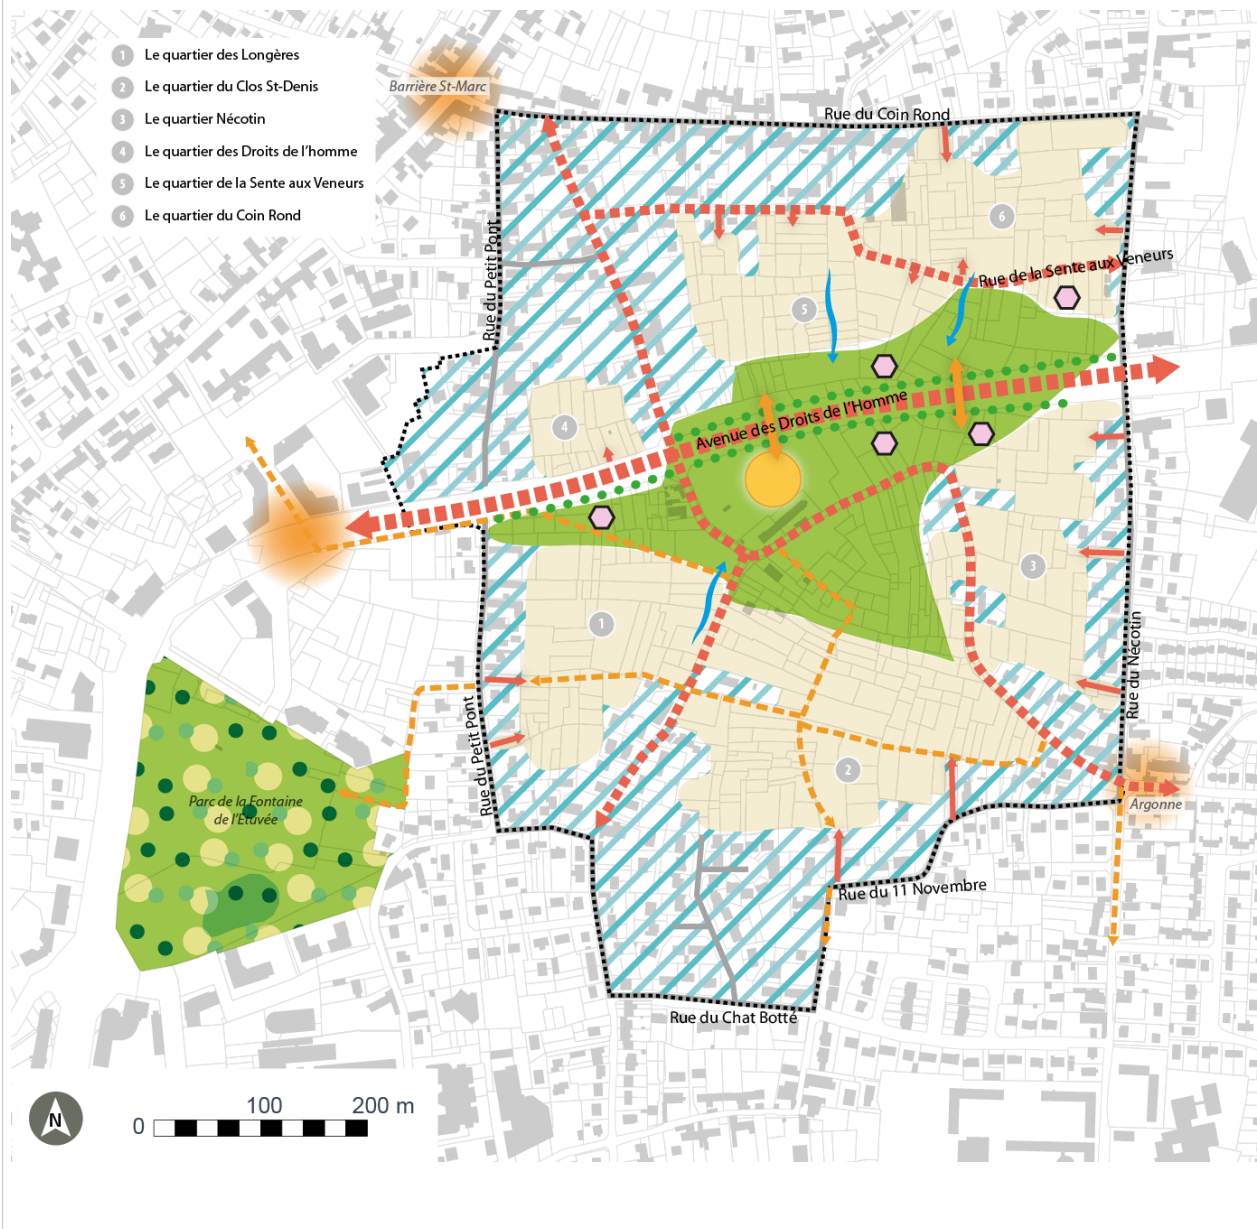 1 Le quartier des Longères
2 Le quartier du Clos St-Denis
3 Le quartier Nécotin
4 Le quartier des Droits de l'homme
5 Le quartier de la Sente aux Veneurs
6 Le quartier du Coin Rond
Barrière St-Marc
Rue du Coin Rond
6
Rue du Petit Pont
Rue de la Sente aux Veneurs
5
4
Avenue des Droits de l'Homme
3
1
Rue du Nécotin
Rue du Petit Pont
2
Parc de la Fontaine
de l'Étuvée
Argonne
Rue du 11 Novembre
Rue du Chat Botté
N
0 100 200 m